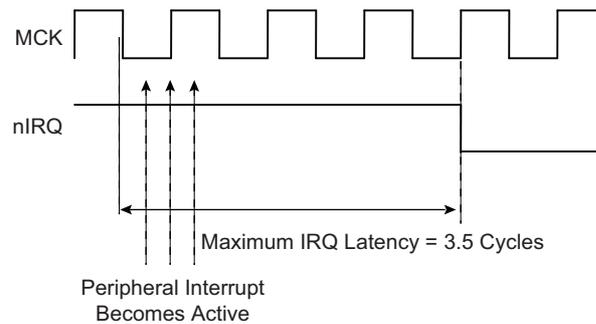 MCK
nIRQ
Maximum IRQ Latency = 3.5 Cycles
Peripheral Interrupt
Becomes Active